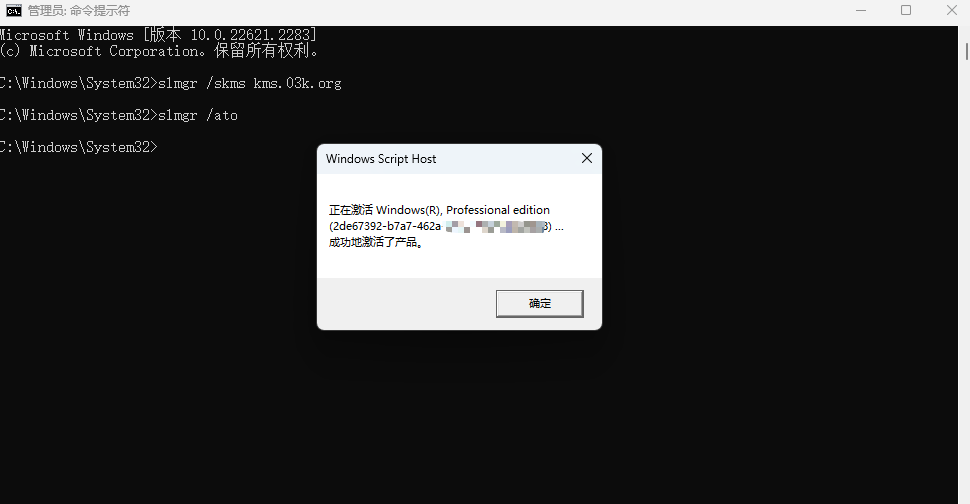 管理员: 命令提示符
Microsoft Windows [版本 10.0.22621.2283]
(c) Microsoft Corporation。保留所有权利。
C:\Windows\System32>slmgr /skms kms.03k.org
C:\Windows\System32>slmgr /ato
C:\Windows\System32>
Windows Script Host
正在激活 Windows(R), Professional edition
(2de67392-b7a7-462a 8) ...
成功地激活了产品。
确定